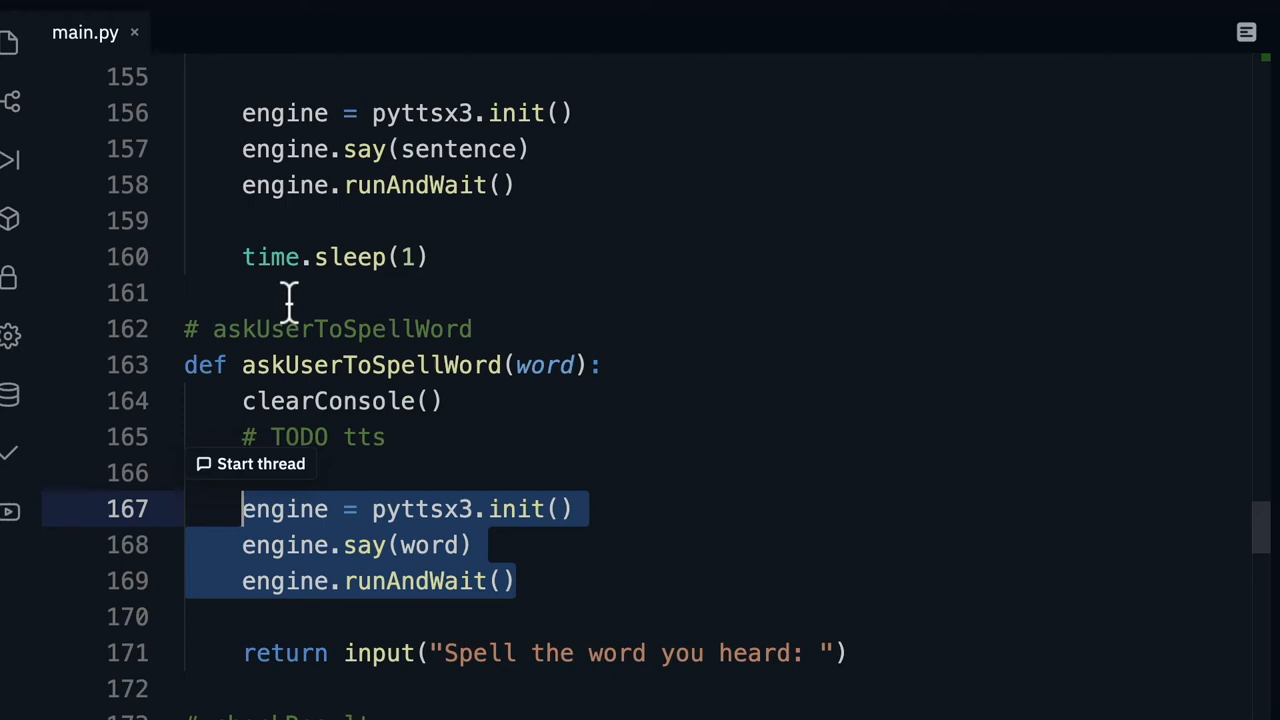 main.py ×
155
156 engine = pyttsx3.init()
157 engine.say(sentence)
158 engine.runAndWait()
159
160 time.sleep(1)
161
162 # askUserToSpellWord
163 def askUserToSpellWord(word):
164 clearConsole()
165 # TODO tts
166
Start thread
167 engine = pyttsx3.init()
168 engine.say(word)
169 engine.runAndWait()
170
171 return input("Spell the word you heard: ")
172